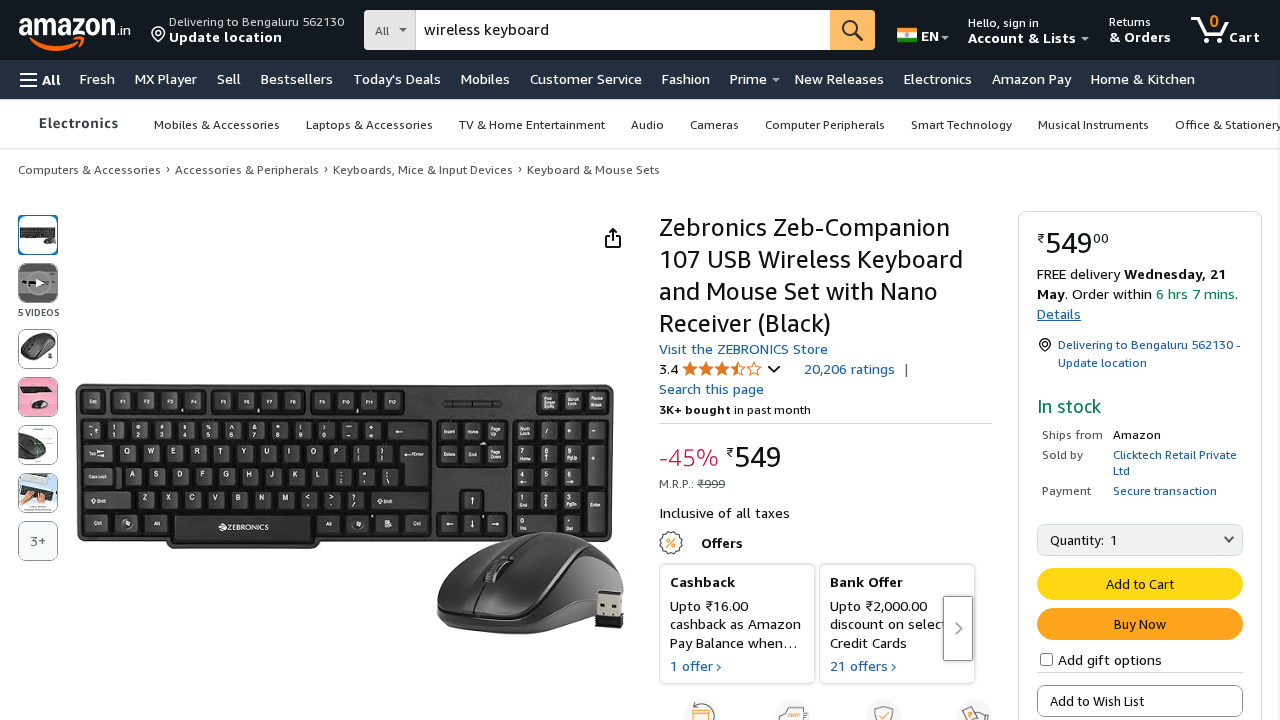 amazon.in
Delivering to Bengaluru 562130
Update location
All
wireless keyboard
EN
Hello, sign in
Account & Lists
Returns
& Orders
0
Cart
All
Fresh
MX Player
Sell
Bestsellers
Today's Deals
Mobiles
Customer Service
Fashion
Prime
New Releases
Electronics
Amazon Pay
Home & Kitchen
Electronics
Mobiles & Accessories
Laptops & Accessories
TV & Home Entertainment
Audio
Cameras
Computer Peripherals
Smart Technology
Musical Instruments
Office & Stationery
Computers & Accessories › Accessories & Peripherals › Keyboards, Mice & Input Devices › Keyboard & Mouse Sets
5 VIDEOS
3+
ZEBRONICS
Zebronics Zeb-Companion
107 USB Wireless Keyboard
and Mouse Set with Nano
Receiver (Black)
Visit the ZEBRONICS Store
3.4
20,206 ratings |
Search this page
3K+ bought in past month
-45% ₹549
M.R.P.: ₹999
Inclusive of all taxes
Offers
Cashback
Upto ₹16.00
cashback as Amazon
Pay Balance when…
1 offer ›
Bank Offer
Upto ₹2,000.00
discount on select
Credit Cards
21 offers ›
₹54900
FREE delivery Wednesday, 21
May. Order within 6 hrs 7 mins.
Details
Delivering to Bengaluru 562130 -
Update location
In stock
Ships from Amazon
Sold by Clicktech Retail Private
Ltd
Payment Secure transaction
Quantity: 1
Add to Cart
Buy Now
Add gift options
Add to Wish List